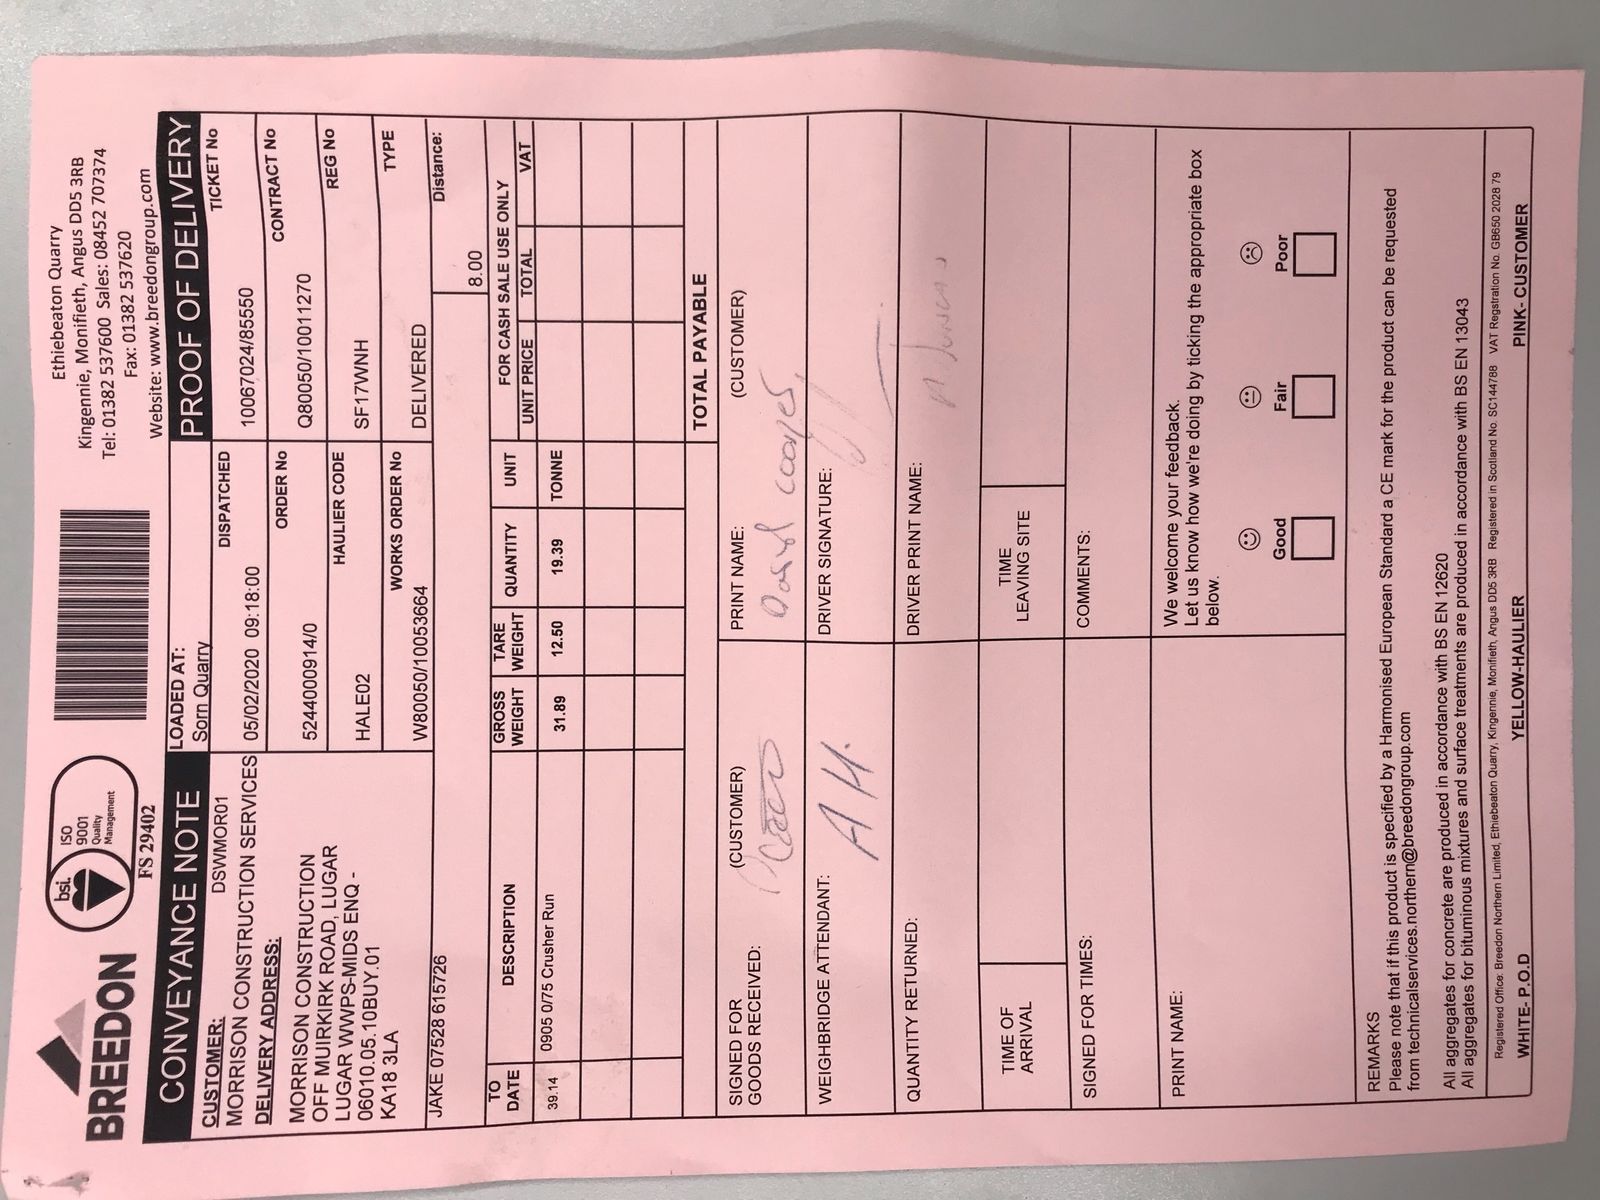 BREEDON
bsi.
ISO
9001
Quality
Management
FS 29402
Ethiebeaton Quarry
Kingennie, Monifieth, Angus DD5 3RB
Tel: 01382 537600 Sales: 08452 707374
Fax: 01382 537620
Website: www.breedongroup.com
CONVEYANCE NOTE
LOADED AT:
Sorn Quarry
PROOF OF DELIVERY
CUSTOMER: DSWMOR01
MORRISON CONSTRUCTION SERVICES
DELIVERY ADDRESS:
MORRISON CONSTRUCTION
OFF MUIRKIRK ROAD, LUGAR
LUGAR WWPS-MIDS ENQ -
06010.05.10BUY.01
KA18 3LA
DISPATCHED
05/02/2020 09:18:00
TICKET No
10067024/85550
ORDER No
5244000914/0
CONTRACT No
Q80050/10011270
HAULIER CODE
HALE02
REG No
SF17WNH
WORKS ORDER No
W80050/10053664
TYPE
DELIVERED
JAKE 07528 615726
Distance:
8.00
TO DATE DESCRIPTION GROSS WEIGHT TARE WEIGHT QUANTITY UNIT
FOR CASH SALE USE ONLY
UNIT PRICE TOTAL VAT
39.14 0905 0/75 Crusher Run 31.89 12.50 19.39 TONNE
TOTAL PAYABLE
SIGNED FOR (CUSTOMER)
GOODS RECEIVED:
PRINT NAME: (CUSTOMER)
David
WEIGHBRIDGE ATTENDANT:
AH.
DRIVER SIGNATURE:
QUANTITY RETURNED:
DRIVER PRINT NAME:
TIME OF
ARRIVAL
TIME
LEAVING SITE
SIGNED FOR TIMES:
COMMENTS:
PRINT NAME:
We welcome your feedback.
Let us know how we're doing by ticking the appropriate box
below.
Good Fair Poor
REMARKS
Please note that if this product is specified by a Harmonised European Standard a CE mark for the product can be requested
from technicalservices.northern@breedongroup.com
All aggregates for concrete are produced in accordance with BS EN 12620
All aggregates for bituminous mixtures and surface treatments are produced in accordance with BS EN 13043
Registered Office: Breedon Northern Limited, Ethiebeaton Quarry, Kingennie, Monifieth, Angus DD5 3RB Registered in Scotland No. SC144788 VAT Registration No. GB650 2028 79
WHITE- P.O.D YELLOW-HAULIER PINK- CUSTOMER